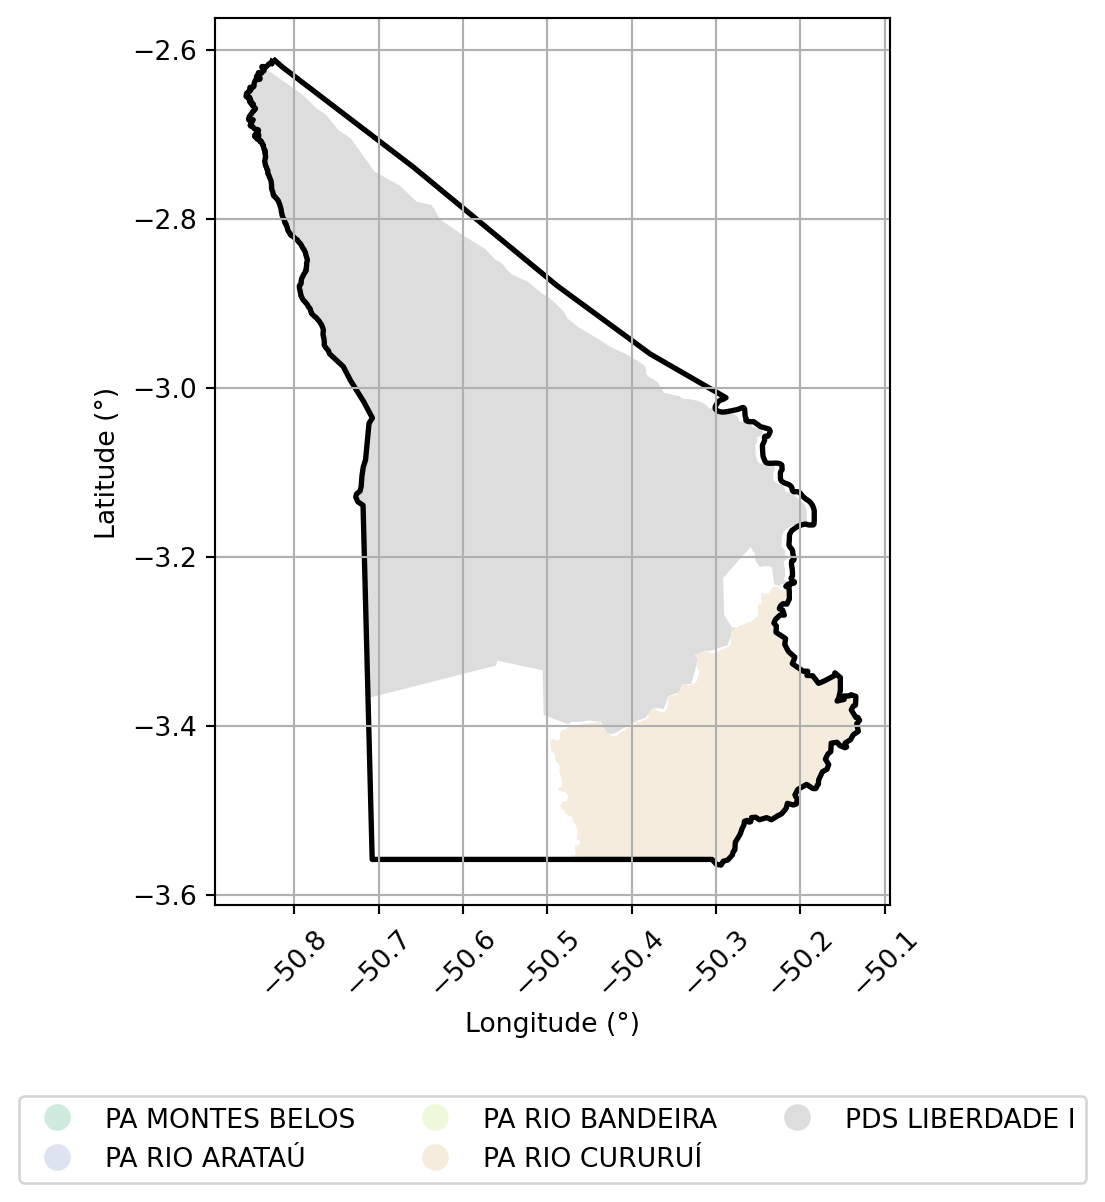 −2.6
−2.8
−3.0
−3.2
−3.4
−3.6
Latitude (°)
−50.8
−50.7
−50.6
−50.5
−50.4
−50.3
−50.2
−50.1
Longitude (°)
PA MONTES BELOS
PA RIO ARATAÚ
PA RIO BANDEIRA
PA RIO CURURUÍ
PDS LIBERDADE I